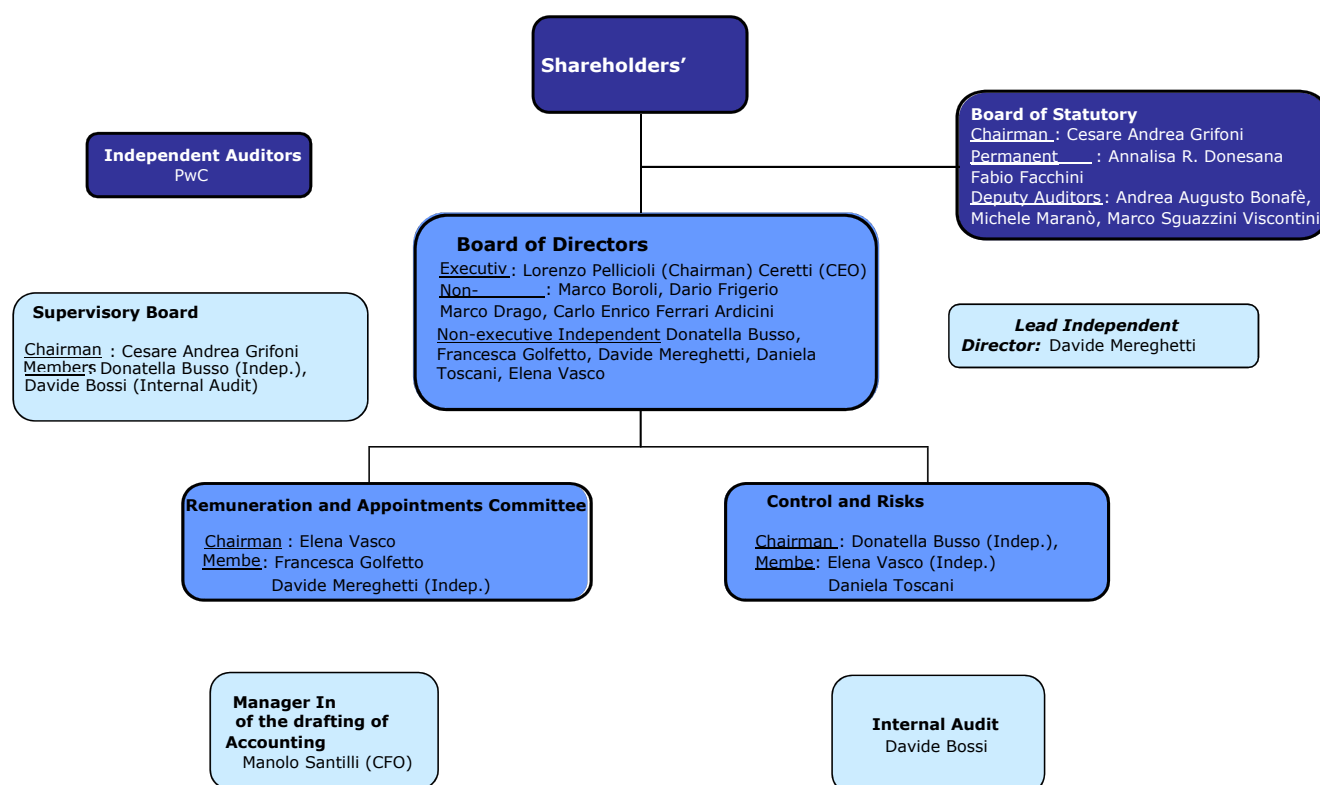 Shareholders’
Board of Statutory
Chairman : Cesare Andrea Grifoni
Permanent : Annalisa R. Donesana
Fabio Facchini
Deputy Auditors: Andrea Augusto Bonafè,
Michele Maranò, Marco Sguazzini Viscontini
Independent Auditors
PwC
Board of Directors
Executiv : Lorenzo Pellicioli (Chairman) Ceretti (CEO)
Non- : Marco Boroli, Dario Frigerio
Marco Drago, Carlo Enrico Ferrari Ardicini
Non-executive Independent Donatella Busso,
Francesca Golfetto, Davide Mereghetti, Daniela
Toscani, Elena Vasco
Supervisory Board
Chairman : Cesare Andrea Grifoni
Members: Donatella Busso (Indep.),
Davide Bossi (Internal Audit)
Lead Independent
Director: Davide Mereghetti
Remuneration and Appointments Committee
Chairman : Elena Vasco
Membe: Francesca Golfetto
Davide Mereghetti (Indep.)
Control and Risks
Chairman : Donatella Busso (Indep.),
Membe: Elena Vasco (Indep.)
Daniela Toscani
Manager In
of the drafting of
Accounting
Manolo Santilli (CFO)
Internal Audit
Davide Bossi